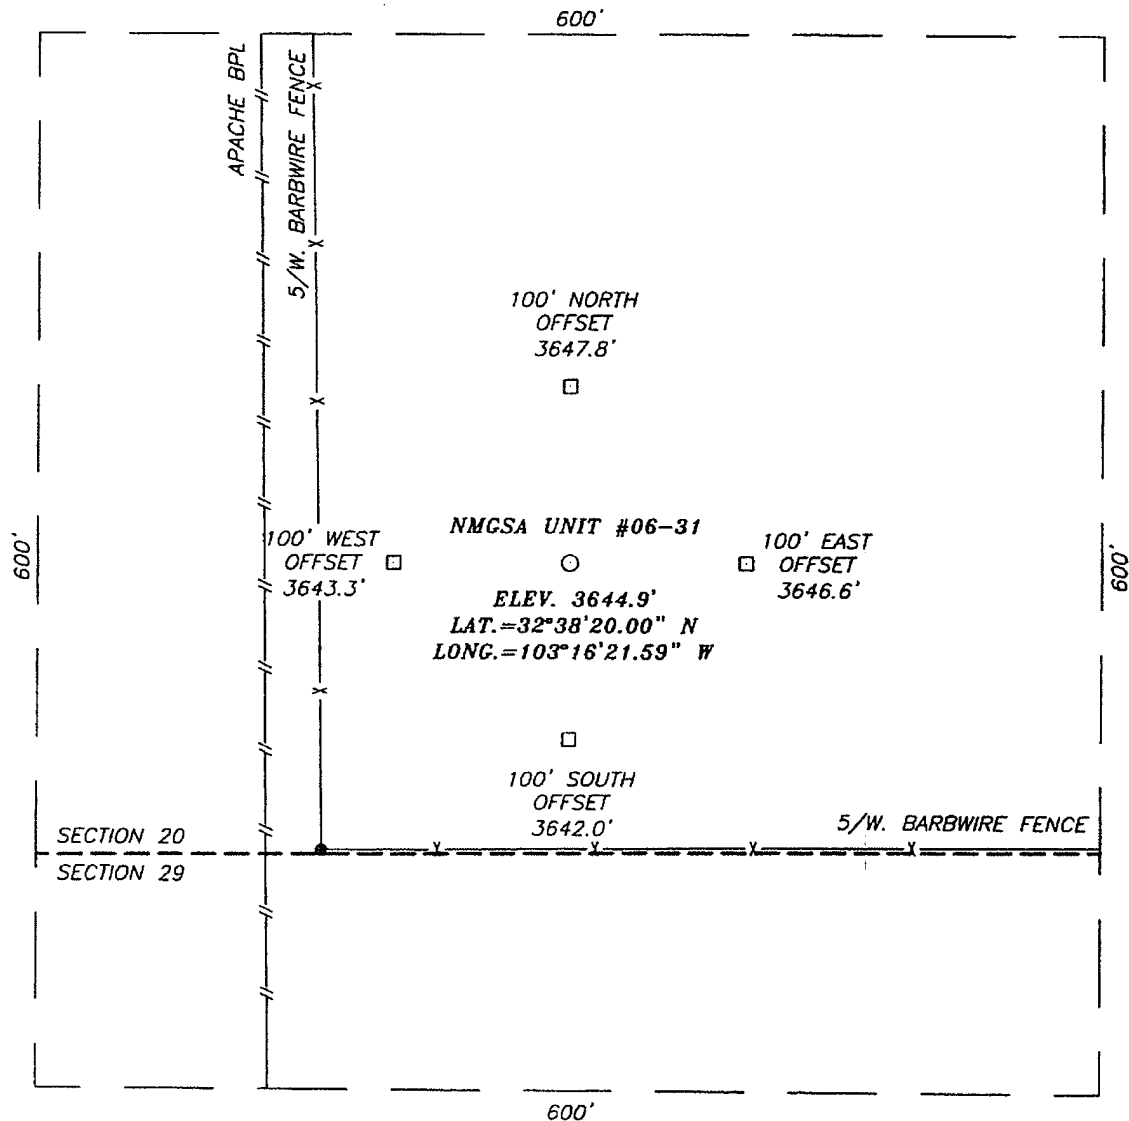 600'
APACHE BPL
5/W. BARBWIRE FENCE
100' NORTH
OFFSET
3647.8'
NMGSA UNIT #06-31
100' WEST
OFFSET
3643.3'
100' EAST
OFFSET
3646.6'
600'
600'
ELEV. 3644.9'
LAT.=32°38'20.00" N
LONG.=103°16'21.59" W
100' SOUTH
OFFSET
3642.0'
5/W. BARBWIRE FENCE
SECTION 20
SECTION 29
600'